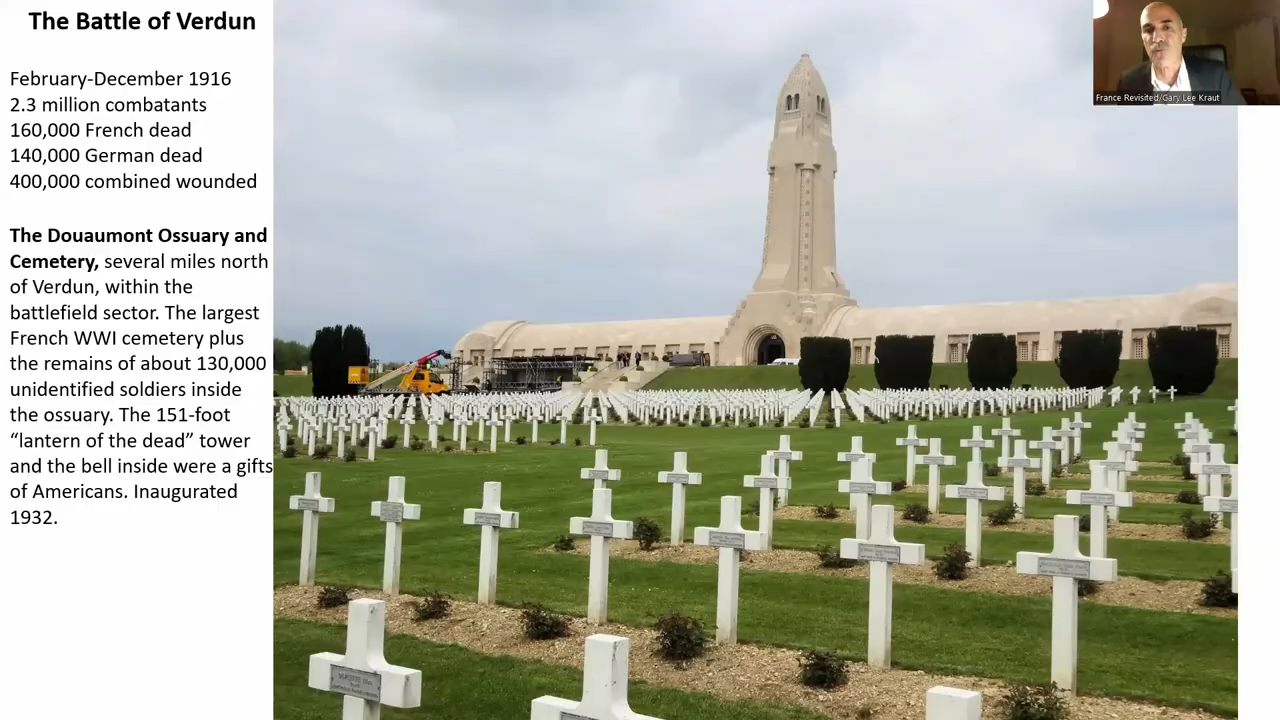 The Battle of Verdun
February-December 1916
2.3 million combatants
160,000 French dead
140,000 German dead
400,000 combined wounded
The Douaumont Ossuary and
Cemetery, several miles north
of Verdun, within the
battlefield sector. The largest
French WWI cemetery plus
the remains of about 130,000
unidentified soldiers inside
the ossuary. The 151-foot
“lantern of the dead” tower
and the bell inside were a gifts
of Americans. Inaugurated
1932.
France Revisited/Gary Lee Kraut